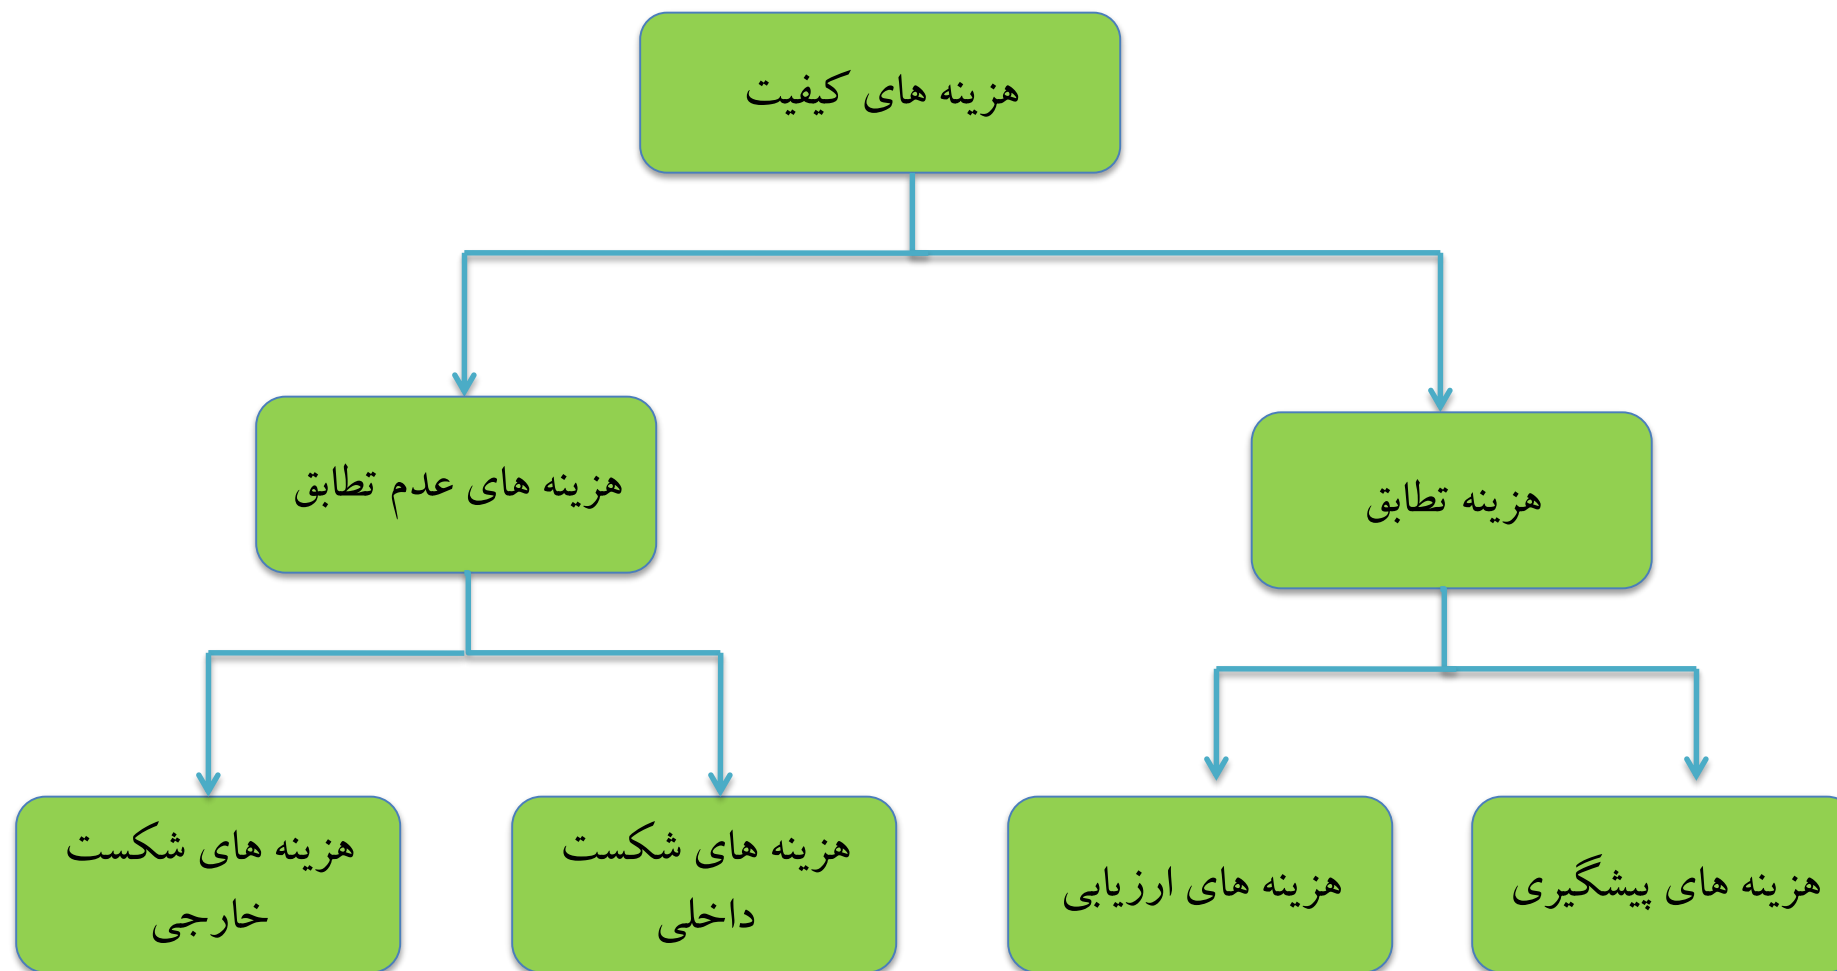 هزینه های کیفیت
هزینه تطابق
هزینه های عدم تطابق
هزینه های پیشگیری
هزینه های ارزیابی
هزینه های شکست
داخلی
هزینه های شکست
خارجی